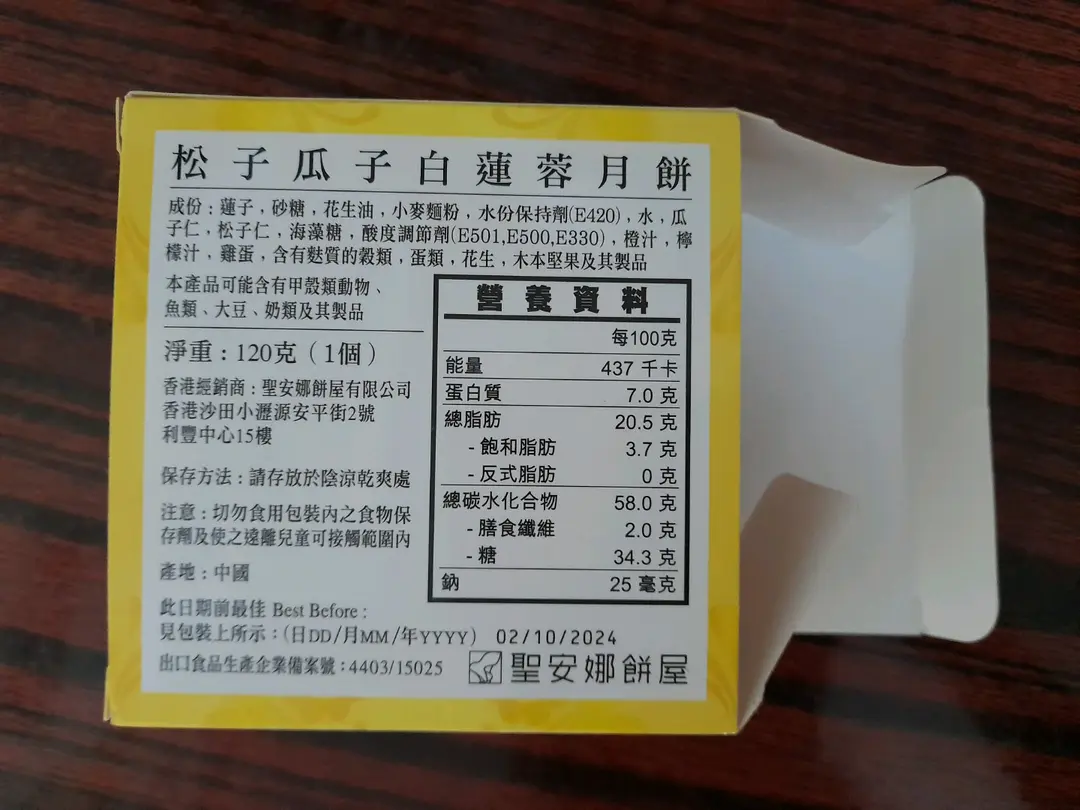 松子瓜子白蓮蓉月餅
成份：蓮子，砂糖，花生油，小麥麵粉，水份保持劑(E420)，水，瓜
子仁，松子仁，海藻糖，酸度調節劑(E501,E500,E330)，橙汁，檸
檬汁，雞蛋，含有麩質的穀類，蛋類，花生，木本堅果及其製品
本產品可能含有甲殼類動物、
魚類、大豆、奶類及其製品
淨重：120克（1個）
香港經銷商：聖安娜餅屋有限公司
香港沙田小瀝源安平街2號
利豐中心15樓
保存方法：請存放於陰涼乾爽處
注意：切勿食用包裝內之食物保
存劑及使之遠離兒童可接觸範圍內
產地：中國
此日期前最佳 Best Before :
見包裝上所示：(日DD/月MM/年YYYY) 02/10/2024
出口食品生產企業備案號：4403/15025
聖安娜餅屋
營養資料
每100克
能量 437 千卡
蛋白質 7.0 克
總脂肪 20.5 克
- 飽和脂肪 3.7 克
- 反式脂肪 0 克
總碳水化合物 58.0 克
- 膳食纖維 2.0 克
- 糖 34.3 克
鈉 25 毫克